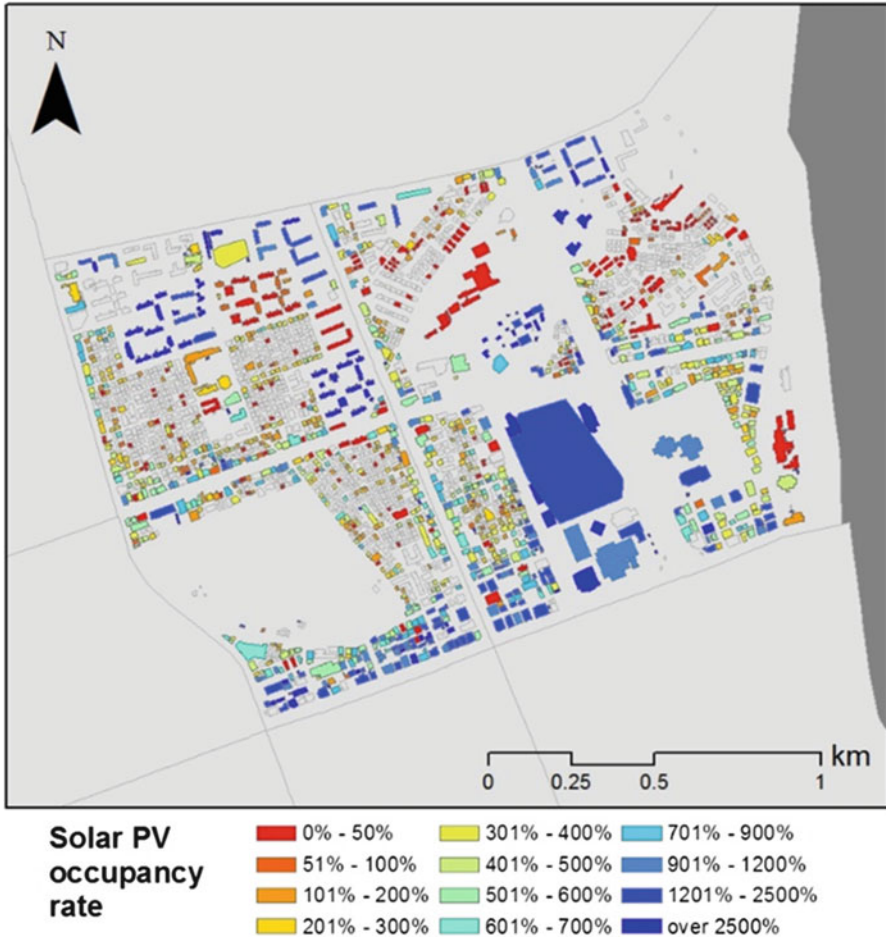 N
km
0 0.25 0.5 1
Solar PV
occupancy
rate
0% - 50%
51% - 100%
101% - 200%
201% - 300%
301% - 400%
401% - 500%
501% - 600%
601% - 700%
701% - 900%
901% - 1200%
1201% - 2500%
over 2500%